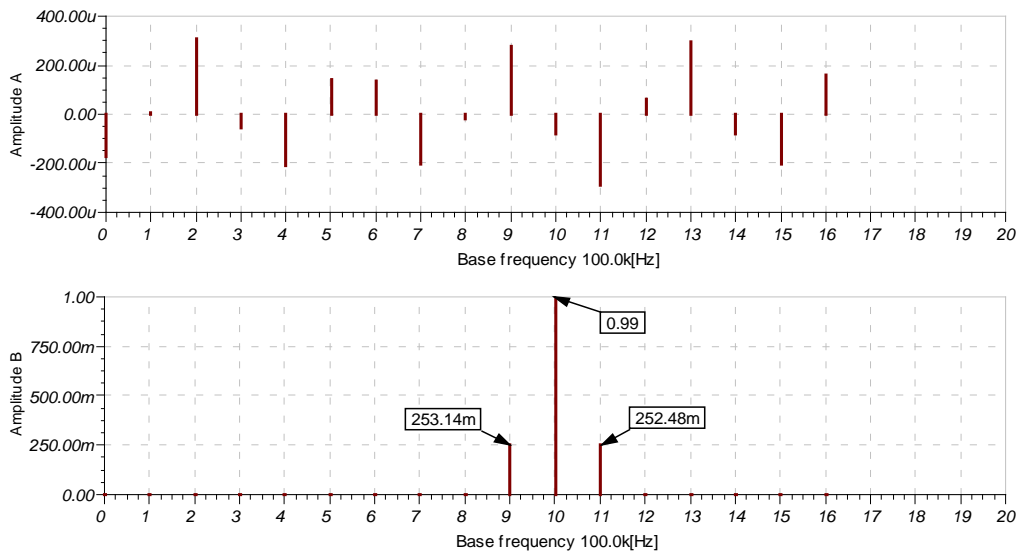 400.00u
200.00u
0.00
-200.00u
-400.00u
Amplitude A
0 1 2 3 4 5 6 7 8 9 10 11 12 13 14 15 16 17 18 19 20
Base frequency 100.0k[Hz]
1.00
750.00m
500.00m
250.00m
0.00
Amplitude B
0.99
253.14m
252.48m
0 1 2 3 4 5 6 7 8 9 10 11 12 13 14 15 16 17 18 19 20
Base frequency 100.0k[Hz]